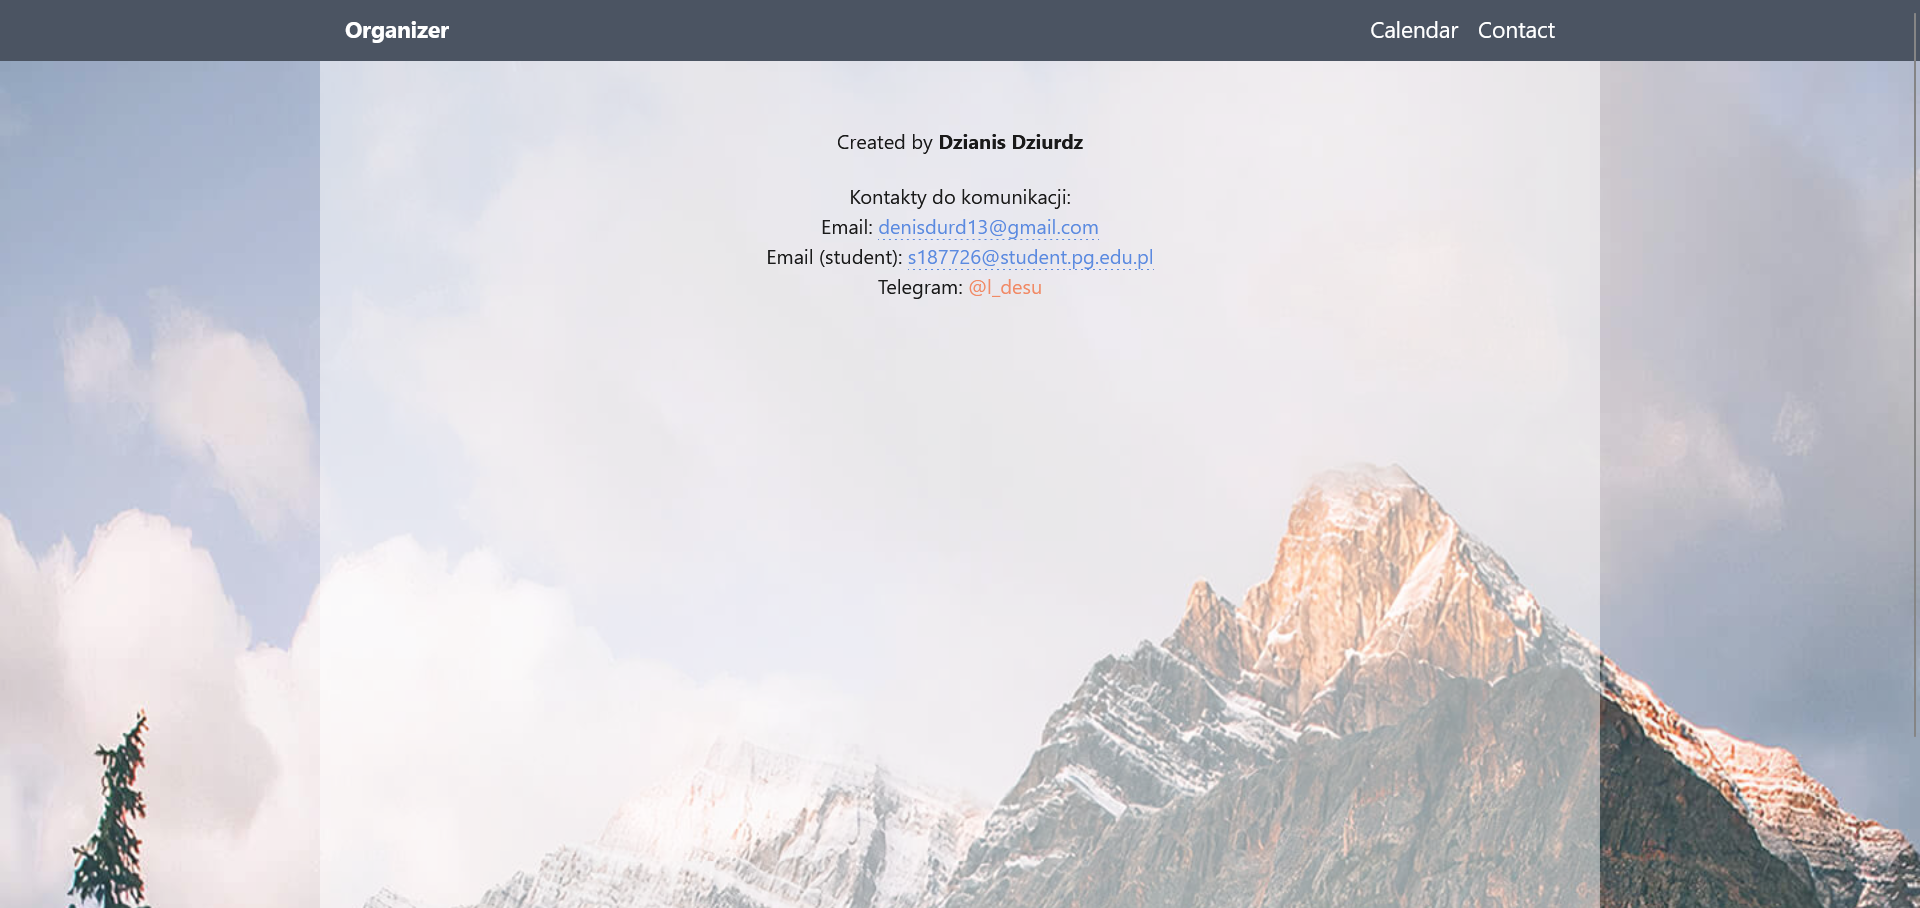 Organizer
Calendar Contact
Created by Dzianis Dziurdz
Kontakty do komunikacji:
Email: denisdurd13@gmail.com
Email (student): s187726@student.pg.edu.pl
Telegram: @l_desu